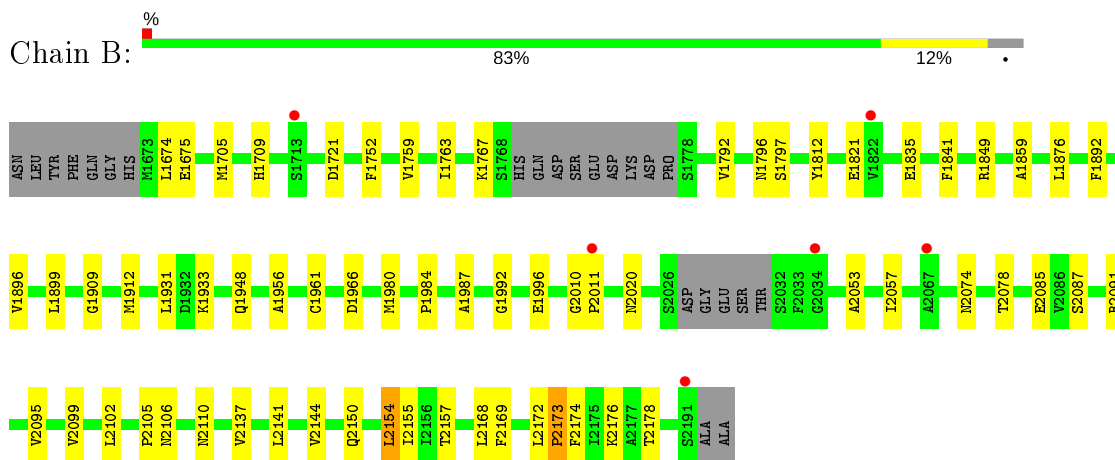 %
Chain B:
83% 12% •
ASN LEU TYR PHE GLN GLY HIS M1673 L1674 E1675 M1705 H1709 S1713 D1721 F1752 V1759 I1763 K1767 S1768 HIS GLN ASP SER GLU ASP LYS ASP PRO S1778 V1792 N1796 S1797 Y1812 E1821 V1822 E1835 F1841 R1849 A1859 L1876 F1892
V1896 L1899 G1909 M1912 L1931 D1932 K1933 Q1948 A1956 C1961 D1966 M1980 P1984 A1987 G1992 E1996 G2010 P2011 N2020 S2026 ASP GLY GLU SER THR S2032 F2033 G2034 A2053 I2057 A2067 N2074 T2078 E2085 V2086 S2087
V2095 V2099 L2102 P2105 N2106 N2110 V2137 L2141 V2144 Q2150 L2154 I2155 I2156 T2157 L2168 F2169 L2172 P2173 F2174 I2175 K2176 A2177 T2178 S2191 ALA ALA